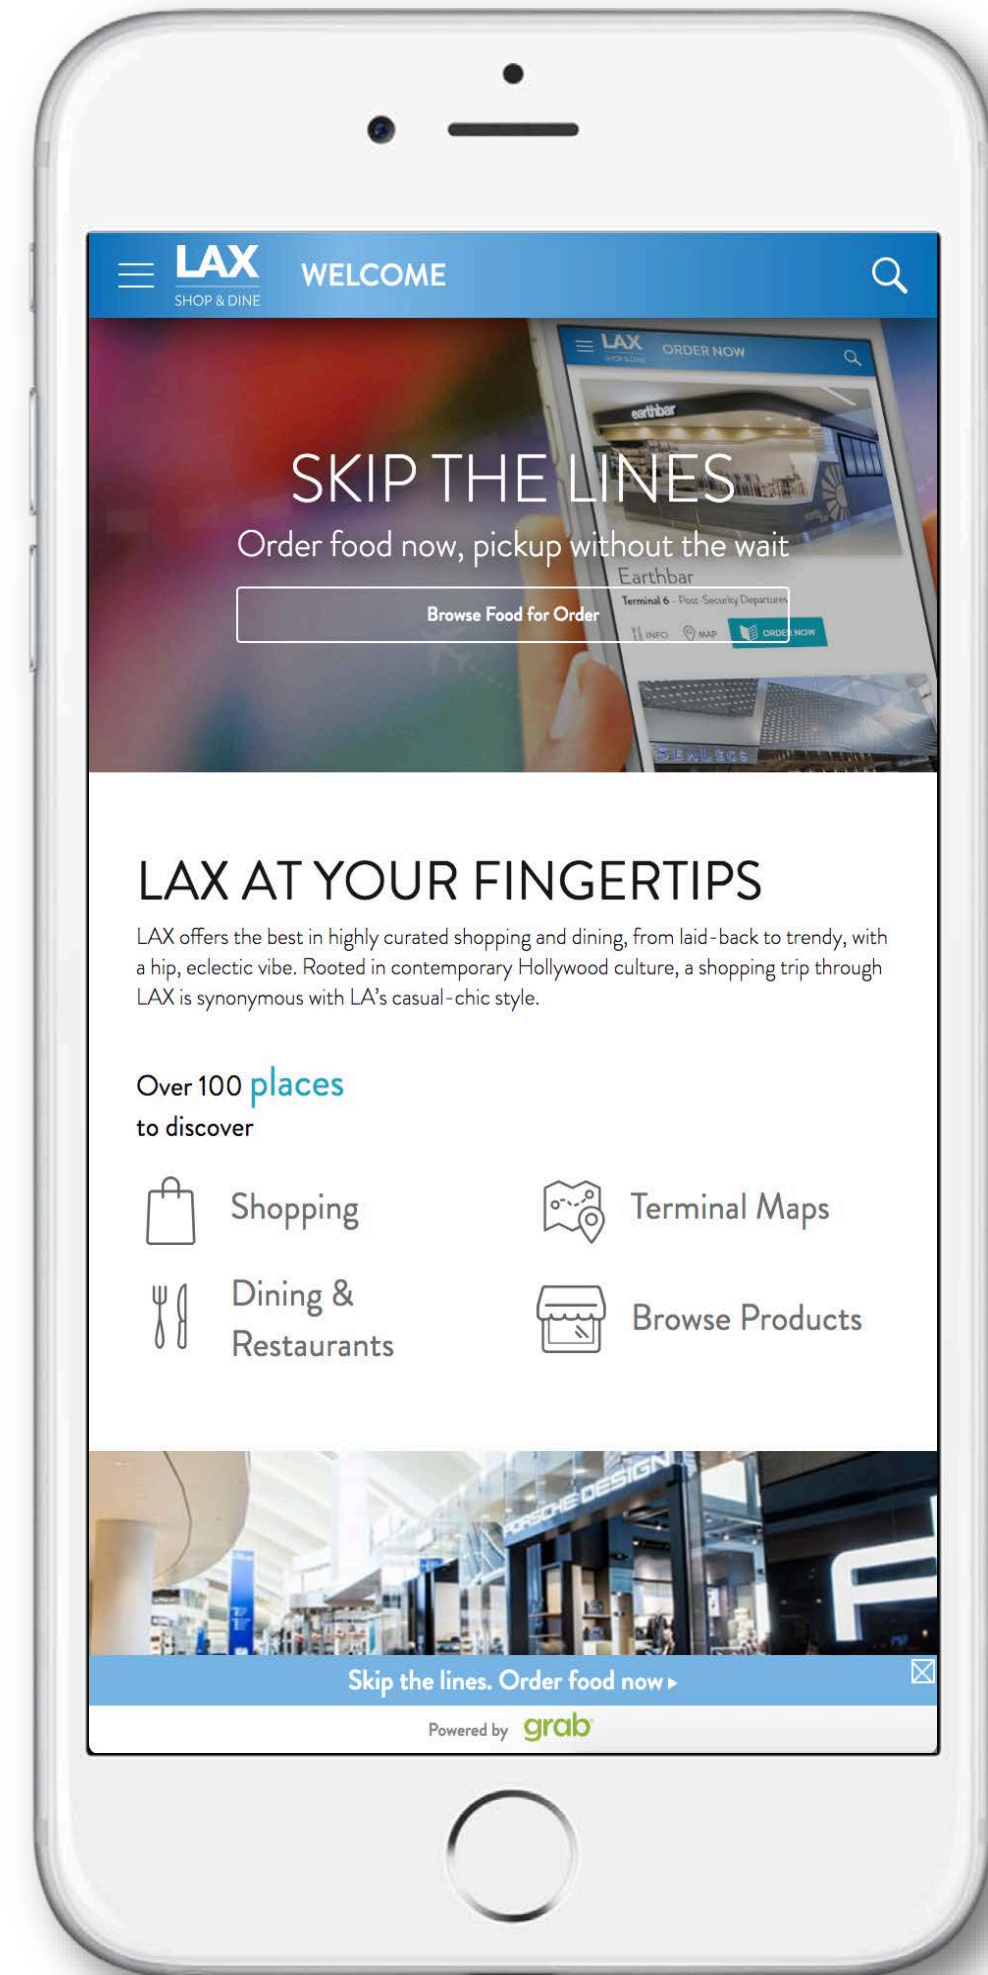 LAX
SHOP & DINE
WELCOME
LAX
SHOP & DINE
ORDER NOW
earthbar
SKIP THE LINES
Order food now, pickup without the wait
Earthbar
Terminal 6 - Post-Security Departures
Browse Food for Order
INFO
MAP
ORDER NOW
SEALEGS
LAX AT YOUR FINGERTIPS
LAX offers the best in highly curated shopping and dining, from laid-back to trendy, with
a hip, eclectic vibe. Rooted in contemporary Hollywood culture, a shopping trip through
LAX is synonymous with LA's casual-chic style.
Over 100 places
to discover
Shopping
Terminal Maps
Dining &
Restaurants
Browse Products
PORSCHE DESIGN
Skip the lines. Order food now ▸
Powered by grab